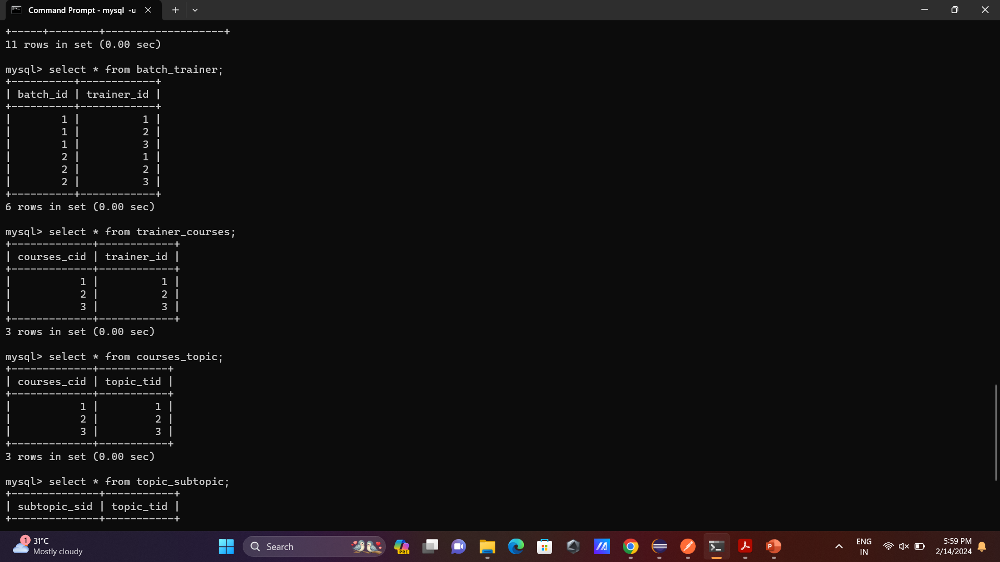 Command Prompt - mysql -u
+-----+--------+-------------------+
11 rows in set (0.00 sec)
mysql> select * from batch_trainer;
+----------+------------+
| batch_id | trainer_id |
+----------+------------+
|        1 |          1 |
|        1 |          2 |
|        1 |          3 |
|        2 |          1 |
|        2 |          2 |
|        2 |          3 |
+----------+------------+
6 rows in set (0.00 sec)
mysql> select * from trainer_courses;
+-------------+------------+
| courses_cid | trainer_id |
+-------------+------------+
|           1 |          1 |
|           2 |          2 |
|           3 |          3 |
+-------------+------------+
3 rows in set (0.00 sec)
mysql> select * from courses_topic;
+-------------+-----------+
| courses_cid | topic_tid |
+-------------+-----------+
|           1 |         1 |
|           2 |         2 |
|           3 |         3 |
+-------------+-----------+
3 rows in set (0.00 sec)
mysql> select * from topic_subtopic;
+--------------+-----------+
| subtopic_sid | topic_tid |
+--------------+-----------+
1
31°C
Mostly cloudy
Search
PRE
P
ENG
IN
5:59 PM
2/14/2024